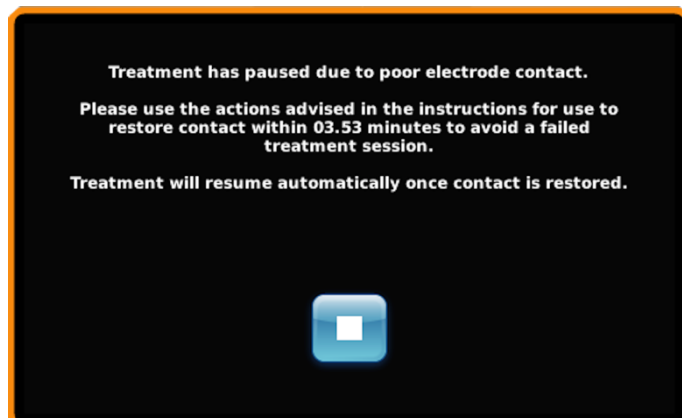 Treatment has paused due to poor electrode contact.
Please use the actions advised in the instructions for use to
restore contact within 03.53 minutes to avoid a failed
treatment session.
Treatment will resume automatically once contact is restored.